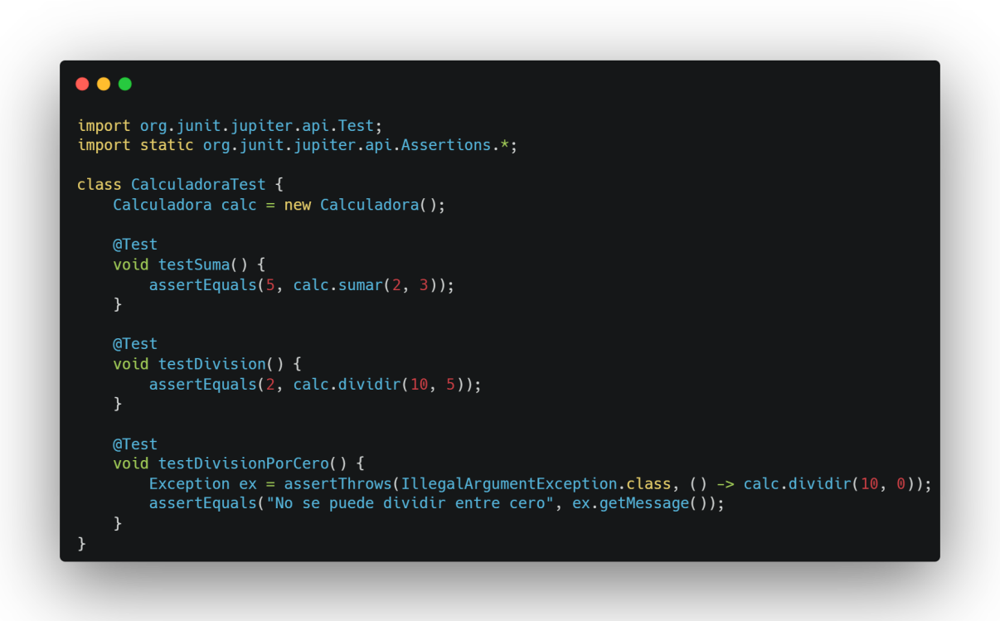 import org.junit.jupiter.api.Test;
import static org.junit.jupiter.api.Assertions.*;
class CalculadoraTest {
Calculadora calc = new Calculadora();
@Test
void testSuma() {
assertEquals(5, calc.sumar(2, 3));
}
@Test
void testDivision() {
assertEquals(2, calc.dividir(10, 5));
}
@Test
void testDivisionPorCero() {
Exception ex = assertThrows(IllegalArgumentException.class, () -> calc.dividir(10, 0));
assertEquals("No se puede dividir entre cero", ex.getMessage());
}
}